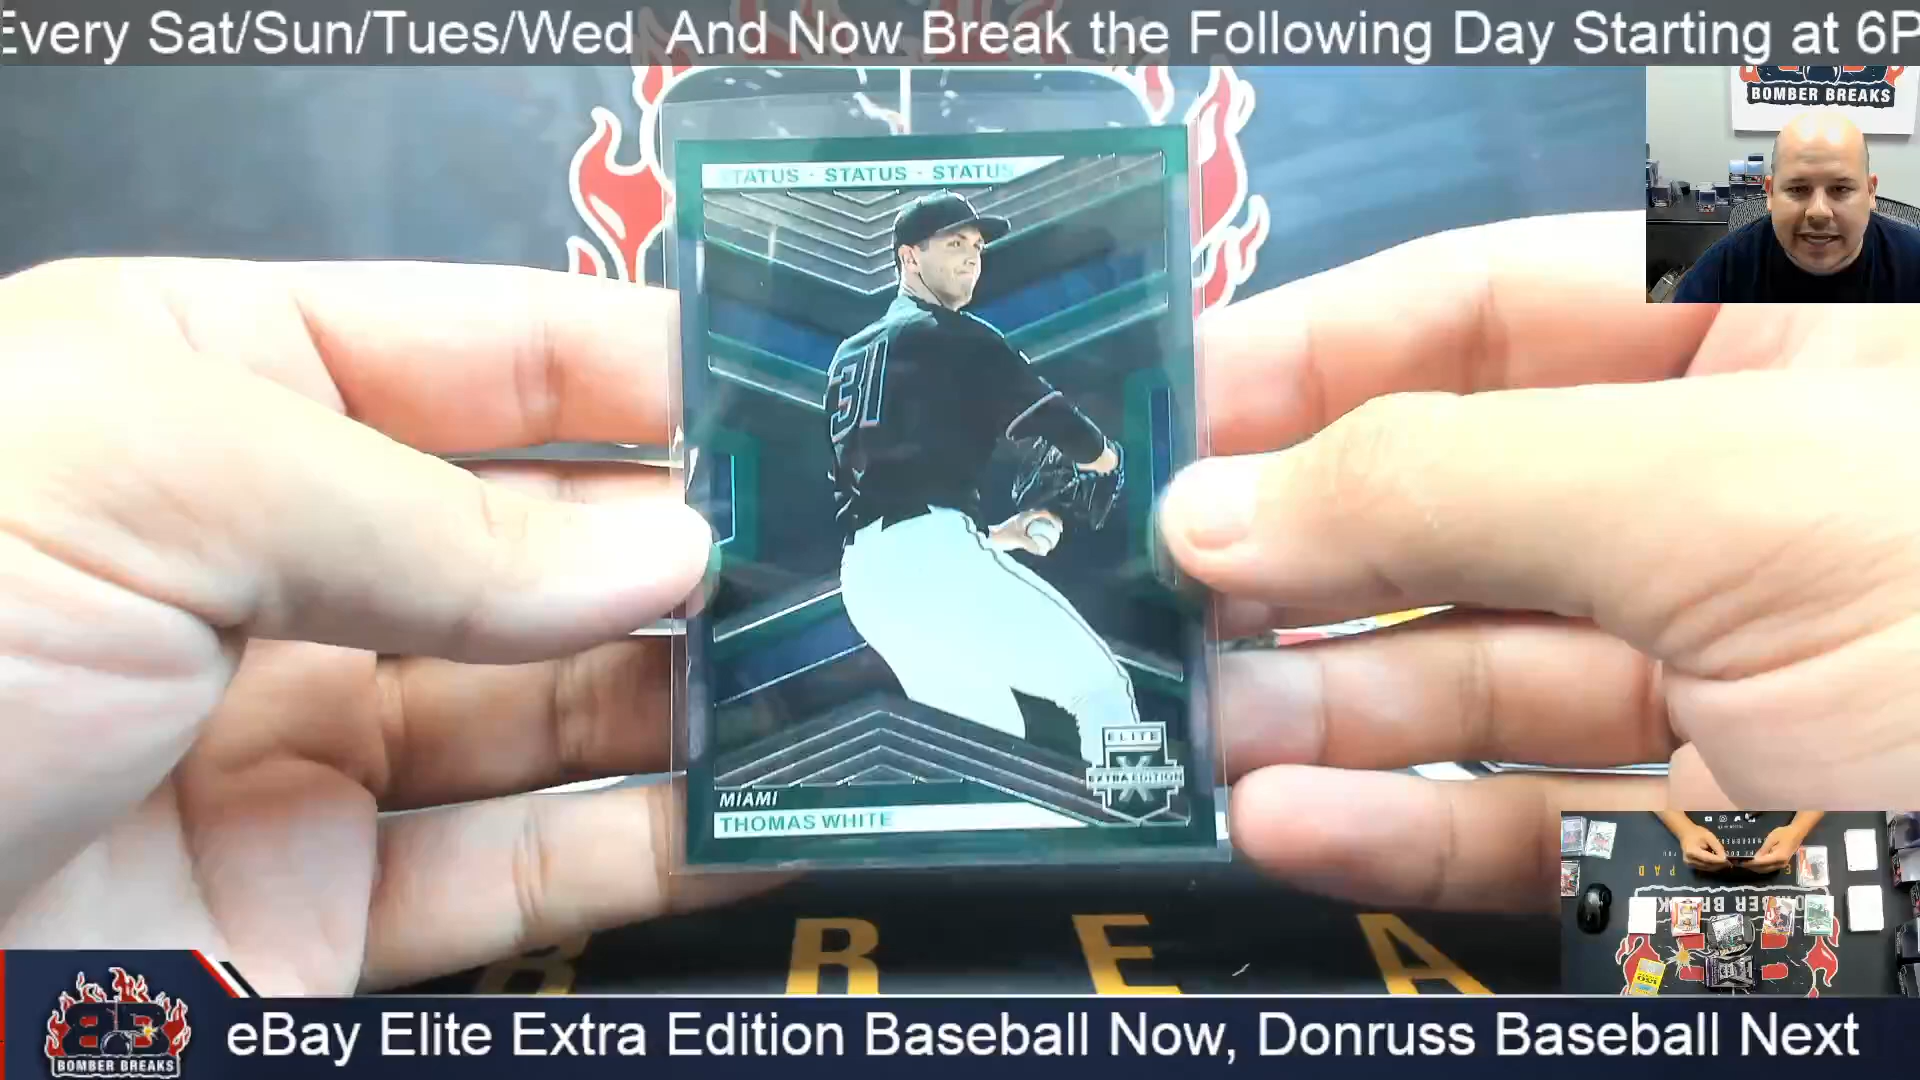 Every Sat/Sun/Tues/Wed And Now Break the Following Day Starting at 6P
BOMBER BREAKS
STATUS - STATUS - STATUS
31
ELITE
EXTRA EDITION
X
MIAMI
THOMAS WHITE
B R E A
BOMBER BREAKS
eBay Elite Extra Edition Baseball Now, Donruss Baseball Next